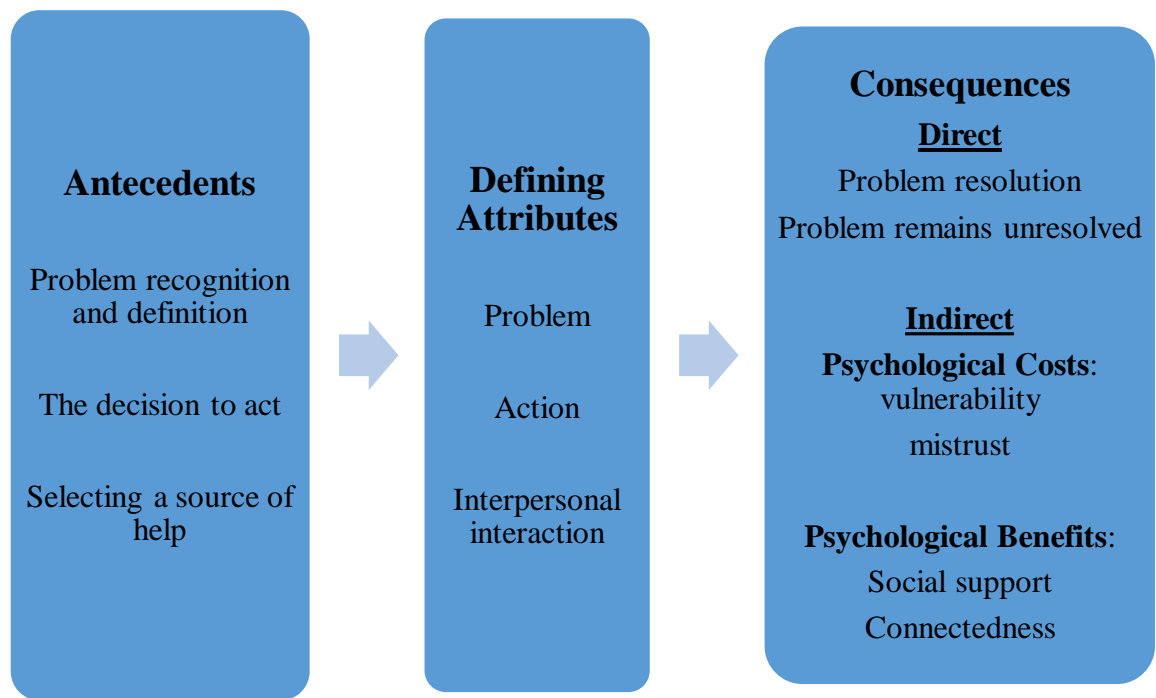 Antecedents
Problem recognition
and definition
The decision to act
Selecting a source of
help
Defining
Attributes
Problem
Action
Interpersonal
interaction
Consequences
Direct
Problem resolution
Problem remains unresolved
Indirect
Psychological Costs:
vulnerability
mistrust
Psychological Benefits:
Social support
Connectedness